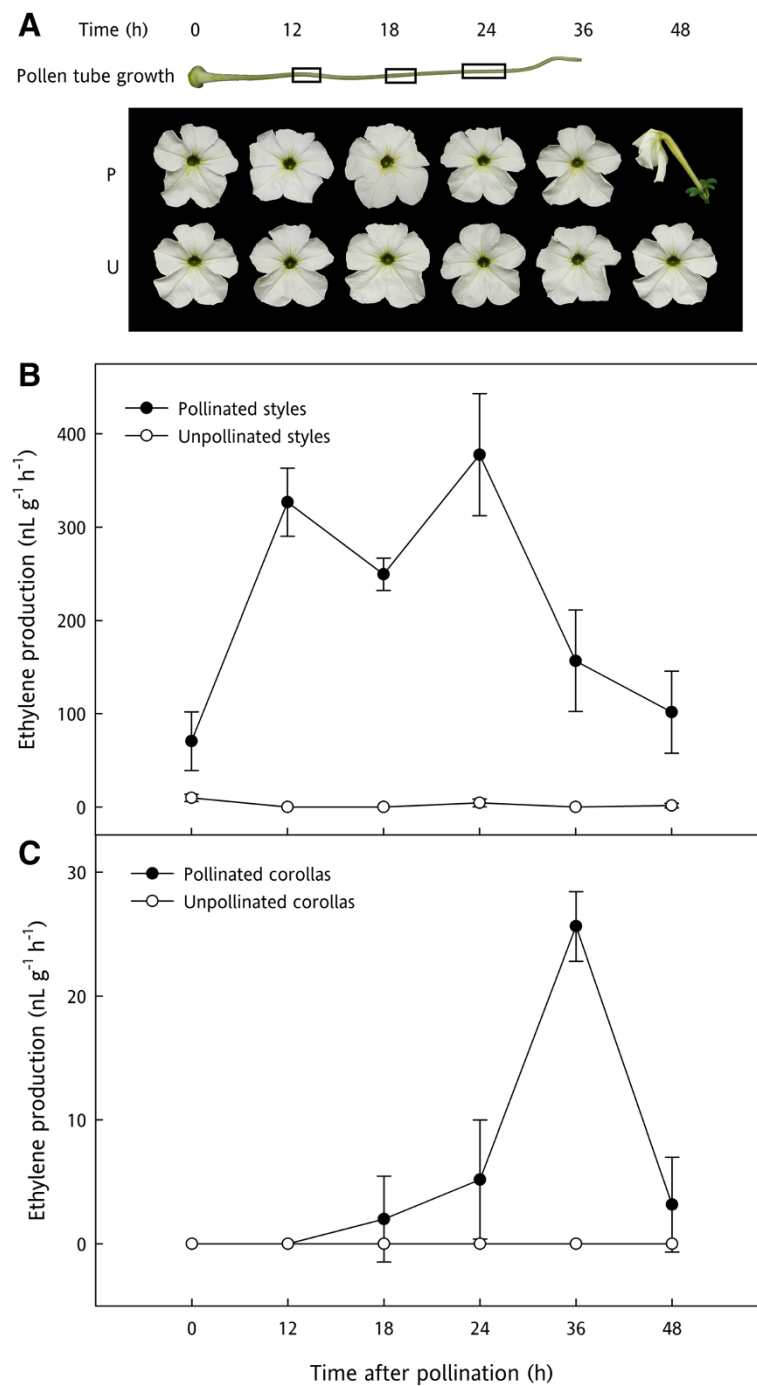 A
Time (h) 0 12 18 24 36 48
Pollen tube growth
P
U
B
Pollinated styles
Unpollinated styles
Ethylene production (nL g⁻¹ h⁻¹)
400
300
200
100
0
C
Pollinated corollas
Unpollinated corollas
Ethylene production (nL g⁻¹ h⁻¹)
30
20
10
0
0 12 18 24 36 48
Time after pollination (h)